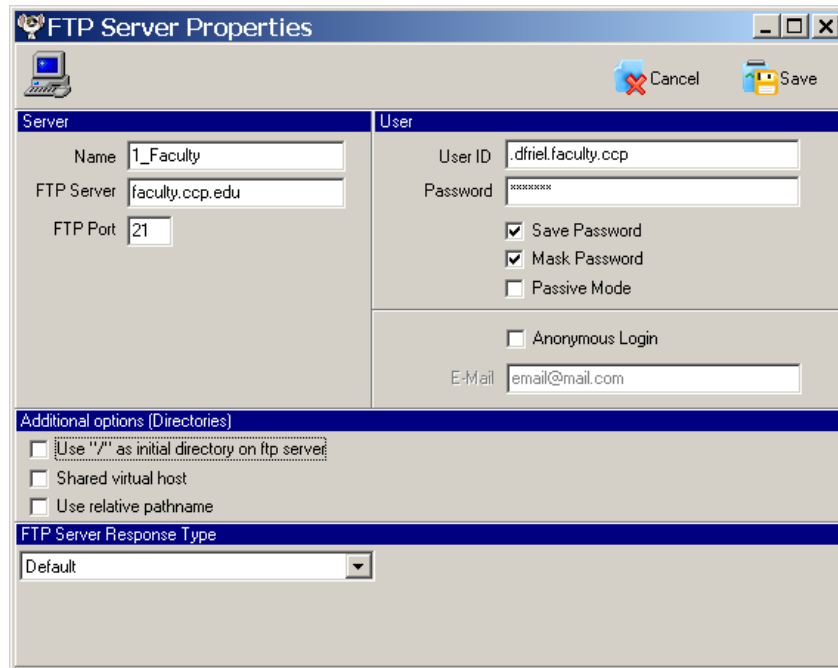 FTP Server Properties
Cancel
Save
Server
User
Name 1_Faculty
User ID .dfriel.faculty.ccp
FTP Server faculty.ccp.edu
Password *******
FTP Port 21
Save Password
Mask Password
Passive Mode
Anonymous Login
E-Mail email@mail.com
Additional options (Directories)
Use "/" as initial directory on ftp server
Shared virtual host
Use relative pathname
FTP Server Response Type
Default